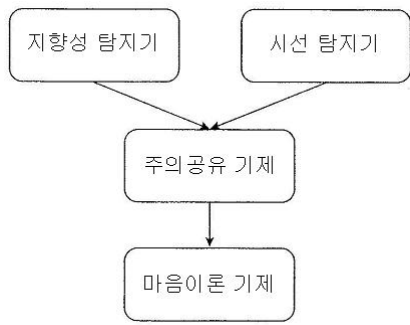 지향성 탐지기
시선 탐지기
주의공유 기제
마음이론 기제